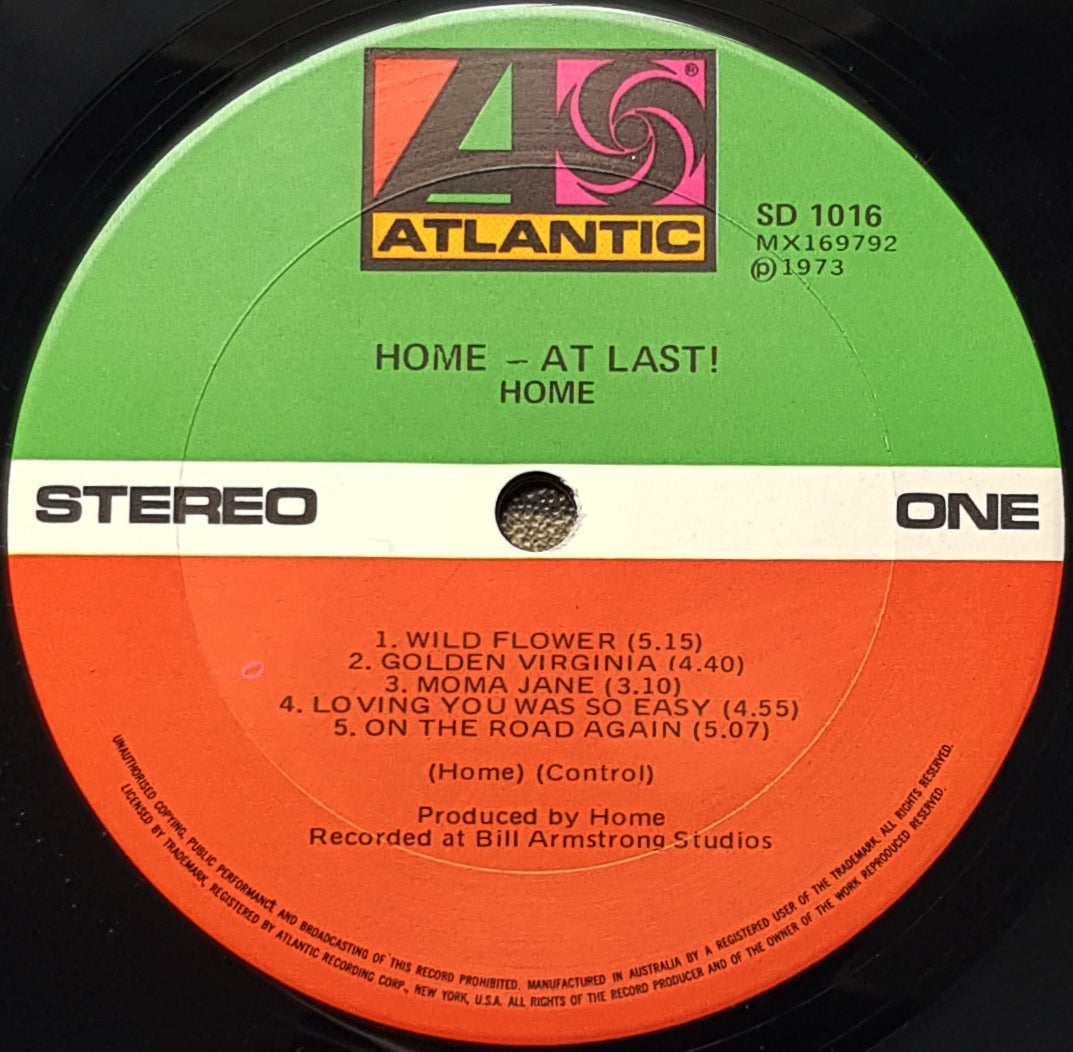 ATLANTIC
®
SD 1016
MX169792
℗ 1973
HOME – AT LAST!
HOME
STEREO
ONE
1. WILD FLOWER (5.15)
2. GOLDEN VIRGINIA (4.40)
3. MOMA JANE (3.10)
4. LOVING YOU WAS SO EASY (4.55)
5. ON THE ROAD AGAIN (5.07)
(Home) (Control)
Produced by Home
Recorded at Bill Armstrong Studios
UNAUTHORISED COPYING, PUBLIC PERFORMANCE AND BROADCASTING OF THIS RECORD PROHIBITED. MANUFACTURED IN AUSTRALIA BY A REGISTERED USER OF THE TRADEMARK. ALL RIGHTS RESERVED.
LICENSED BY TRADEMARK, REGISTERED BY ATLANTIC RECORDING CORP., NEW YORK, U.S.A. ALL RIGHTS OF THE RECORD PRODUCER AND OF THE OWNER OF THE WORK REPRODUCED RESERVED.